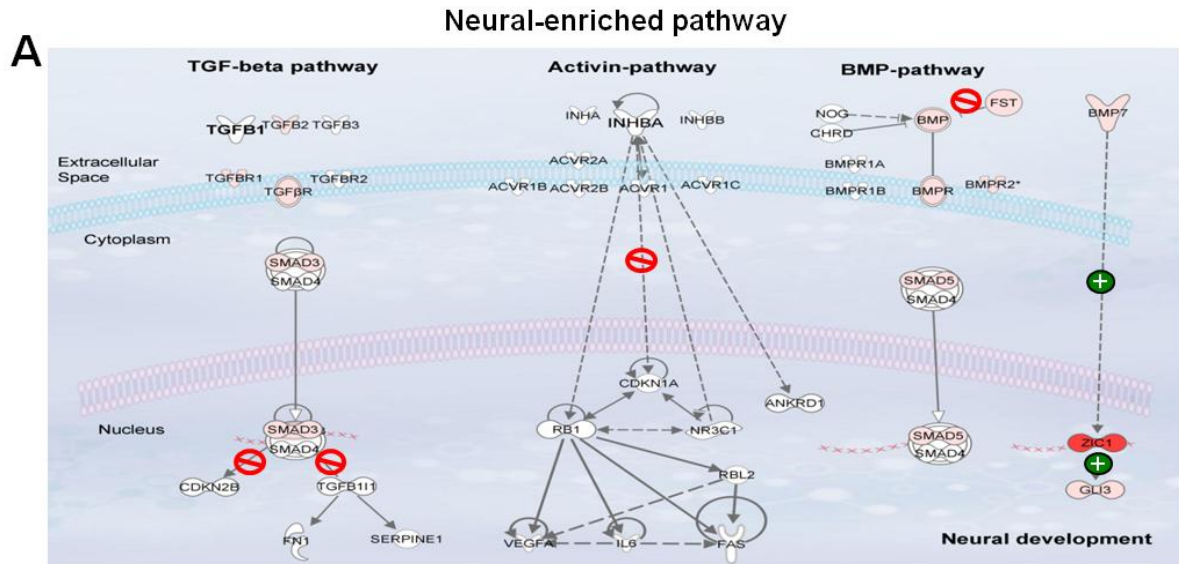 Neural-enriched pathway
A
TGF-beta pathway
Activin-pathway
BMP-pathway
TGFB1
TGFB2
TGFB3
INHA
INHBA
INHBB
NOG
CHRD
BMP
FST
BMP7
Extracellular
Space
TGFBR1
TGFβR
TGFBR2
ACVR2A
ACVR1B
ACVR2B
ACVR1
ACVR1C
BMPR1A
BMPR1B
BMPR
BMPR2*
Cytoplasm
SMAD3
SMAD4
SMAD5
SMAD4
+
CDKN1A
ANKRD1
Nucleus
SMAD3
SMAD4
RB1
NR3C1
SMAD5
SMAD4
ZIC1
+
CDKN2B
TGFB1I1
RBL2
GLI3
FN1
SERPINE1
VEGFA
IL6
FAS
Neural development